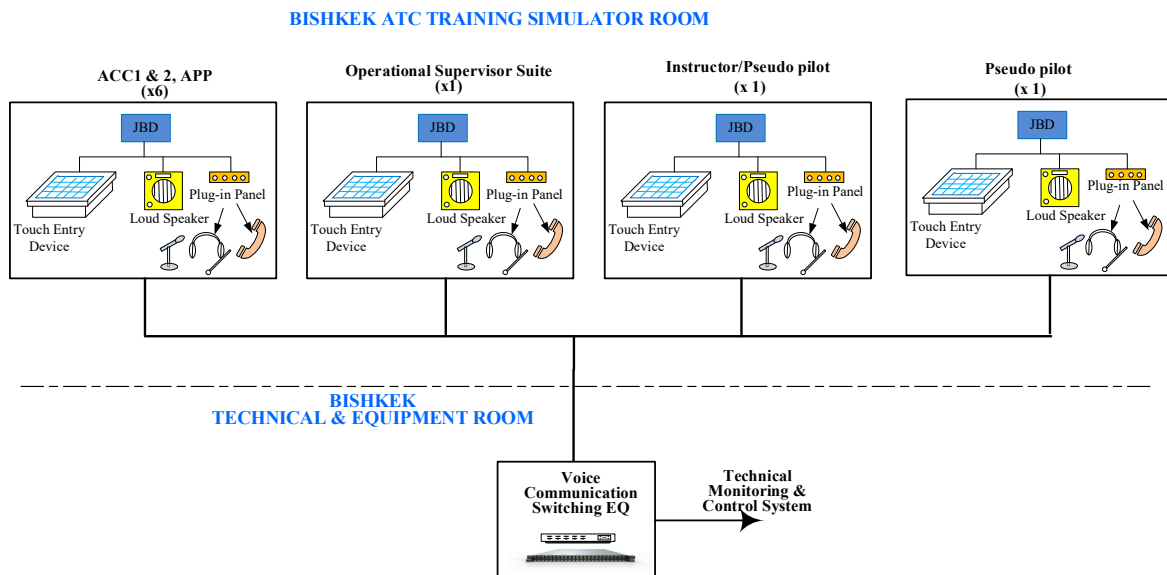 BISHKEK ATC TRAINING SIMULATOR ROOM
ACC1 & 2, APP
(x6)
JBD
Touch Entry
Device
Loud Speaker
Plug-in Panel
Operational Supervisor Suite
(x1)
JBD
Touch Entry
Device
Loud Speaker
Plug-in Panel
Instructor/Pseudo pilot
(x 1)
JBD
Touch Entry
Device
Loud Speaker
Plug-in Panel
Pseudo pilot
(x 1)
JBD
Touch Entry
Device
Loud Speaker
Plug-in Panel
BISHKEK
TECHNICAL & EQUIPMENT ROOM
Voice
Communication
Switching EQ
Technical
Monitoring &
Control System